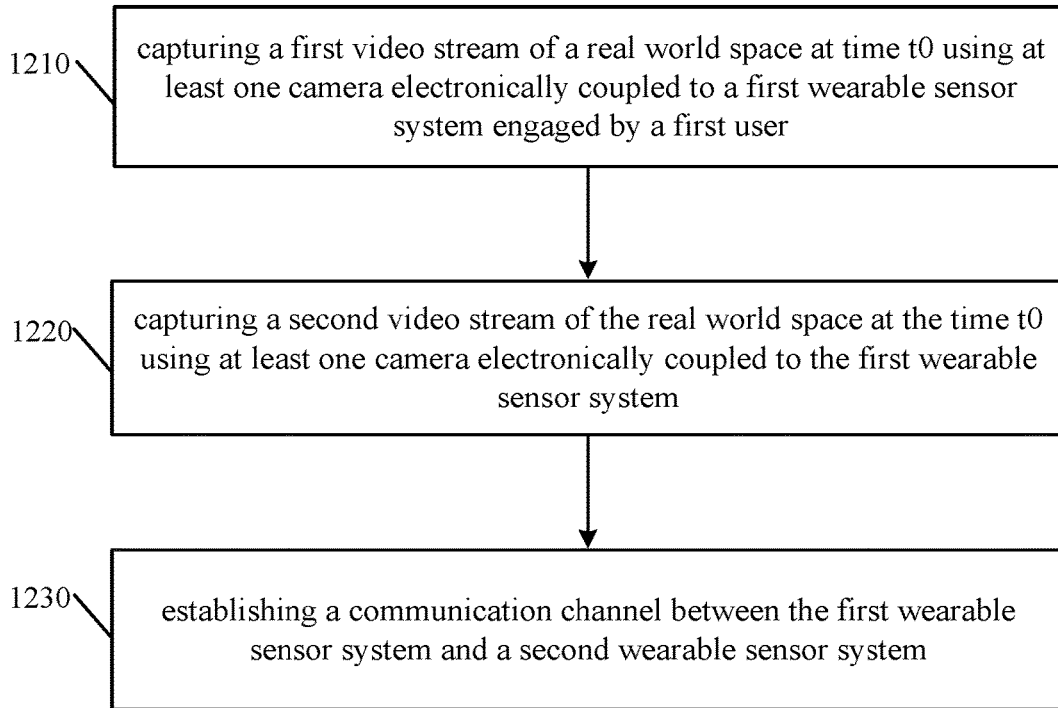 1210
capturing a first video stream of a real world space at time t0 using at
least one camera electronically coupled to a first wearable sensor
system engaged by a first user
1220
capturing a second video stream of the real world space at the time t0
using at least one camera electronically coupled to the first wearable
sensor system
1230
establishing a communication channel between the first wearable
sensor system and a second wearable sensor system